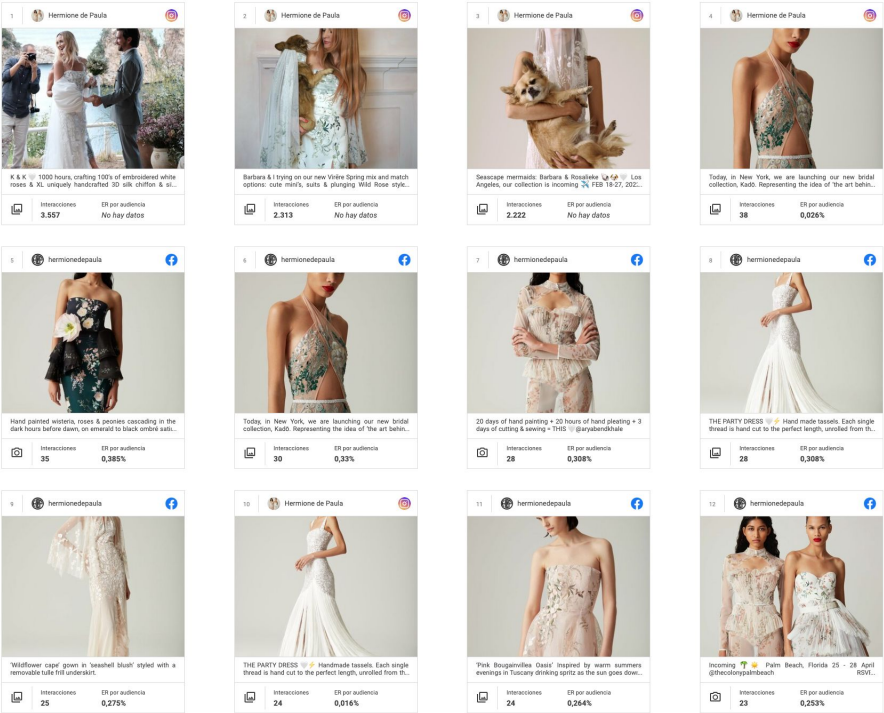 1 Hermione de Paula
K & K 🤍 1000 hours, crafting 100's of embroidered white
roses & XL uniquely handcrafted 3D silk chiffon & si...
Interacciones ER por audiencia
3.557 No hay datos
2 Hermione de Paula
Barbara & I trying on our new Virère Spring mix and match
options: cute mini's, suits & plunging Wild Rose style...
Interacciones ER por audiencia
2.313 No hay datos
3 Hermione de Paula
Seascape mermaids: Barbara & Rosalieke 🤍 Los
Angeles, our collection is incoming ✈️ FEB 18-27, 202...
Interacciones ER por audiencia
2.222 No hay datos
4 Hermione de Paula
Today, in New York, we are launching our new bridal
collection, Kadō. Representing the idea of 'the art behin...
Interacciones ER por audiencia
38 0,026%
5 hermionedepaula
Hand painted wisteria, roses & peonies cascading in the
dark hours before dawn, on emerald to black ombré sati...
Interacciones ER por audiencia
35 0,385%
6 hermionedepaula
Today, in New York, we are launching our new bridal
collection, Kadō. Representing the idea of 'the art behin...
Interacciones ER por audiencia
30 0,33%
7 hermionedepaula
20 days of hand painting + 20 hours of hand pleating + 3
days of cutting & sewing = THIS 🤍 @aryabendkhale
Interacciones ER por audiencia
28 0,308%
8 hermionedepaula
THE PARTY DRESS 🤍⚡ Hand made tassels. Each single
thread is hand cut to the perfect length, unrolled from th...
Interacciones ER por audiencia
28 0,308%
9 hermionedepaula
'Wildflower cape' gown in 'seashell blush' styled with a
removable tulle frill underskirt.
Interacciones ER por audiencia
25 0,275%
10 Hermione de Paula
THE PARTY DRESS 🤍⚡ Handmade tassels. Each single
thread is hand cut to the perfect length, unrolled from th...
Interacciones ER por audiencia
24 0,016%
11 hermionedepaula
'Pink Bougainvillea Oasis' Inspired by warm summers
evenings in Tuscany drinking spritz as the sun goes dow...
Interacciones ER por audiencia
24 0,264%
12 hermionedepaula
Incoming 🌴 ☀️ Palm Beach, Florida 25 - 28 April
@thecolonypalmbeach RSVI...
Interacciones ER por audiencia
23 0,253%